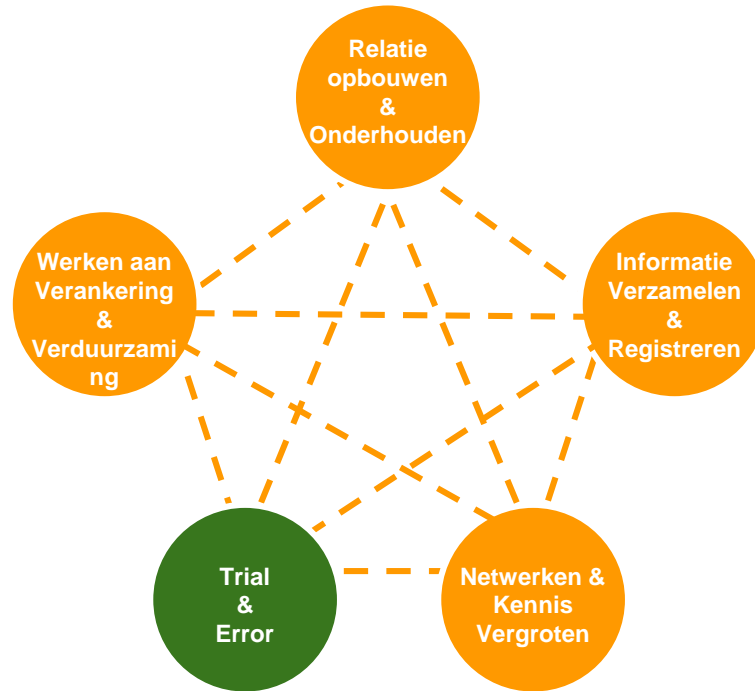 Relatie
opbouwen
&
Onderhouden
Werken aan
Verankering
&
Verduurzami
ng
Informatie
Verzamelen
&
Registreren
Trial
&
Error
Netwerken &
Kennis
Vergroten